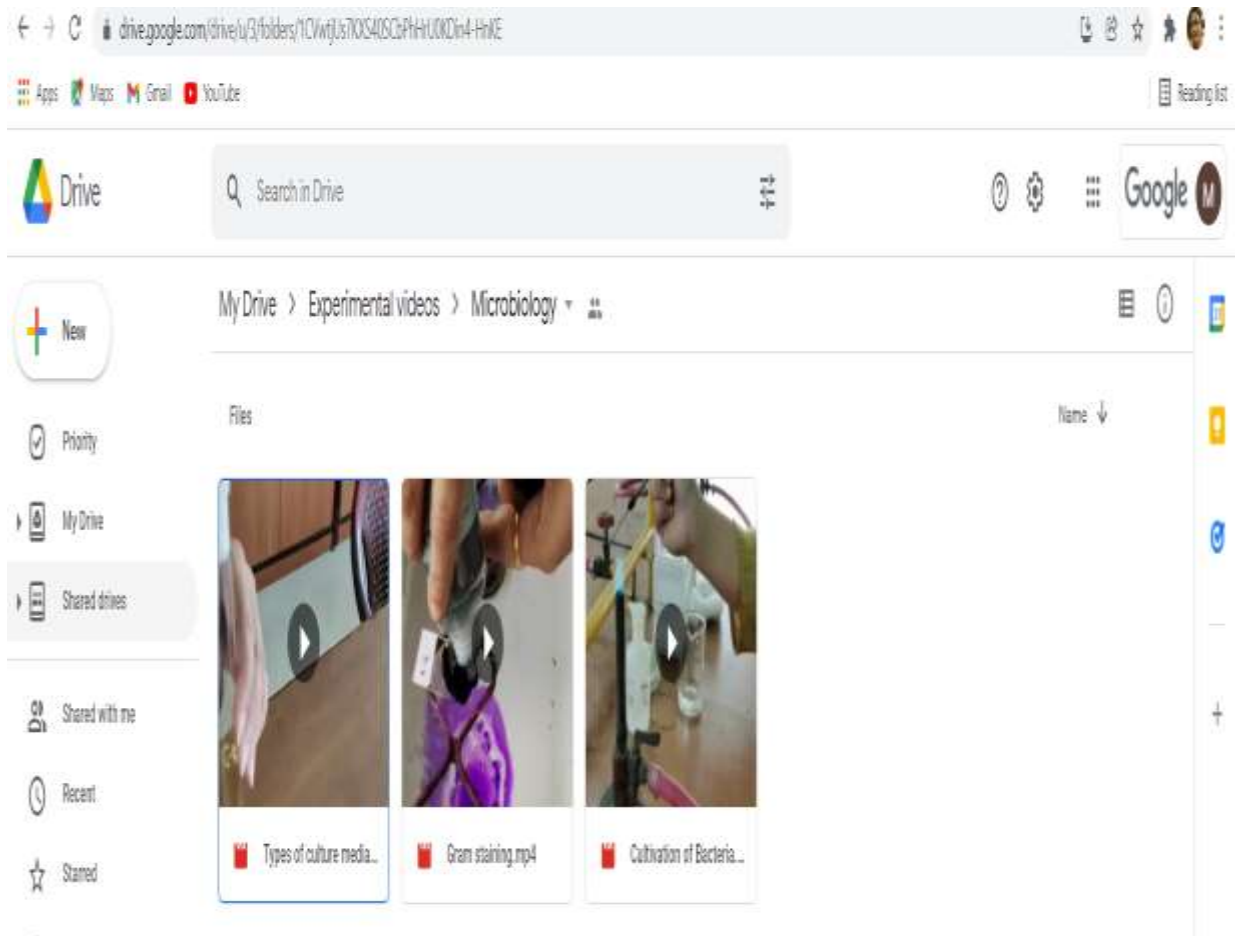 Apps Maps Gmail YouTube Reading list
Drive Search in Drive Google M
New
My Drive > Experimental videos > Microbiology
Files Name
Priority
My Drive
Shared drives
Shared with me
Recent
Starred
Types of culture media... Gram staining.mp4 Cultivation of Bacteria....